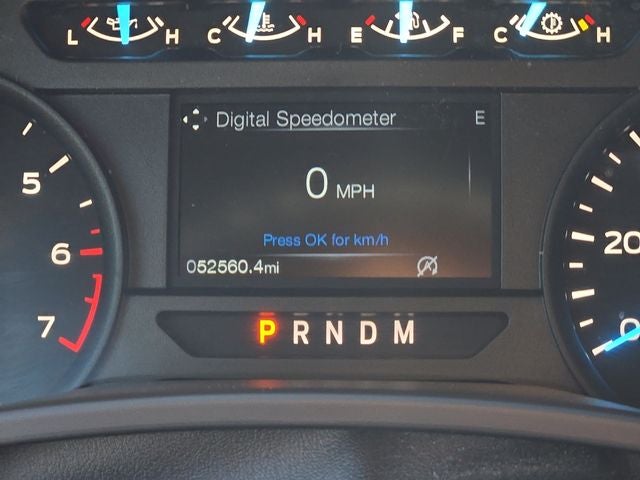 L H C H E F C H
Digital Speedometer E
5
0 MPH
6
20
Press OK for km/h
052560.4mi
7
0
P R N D M